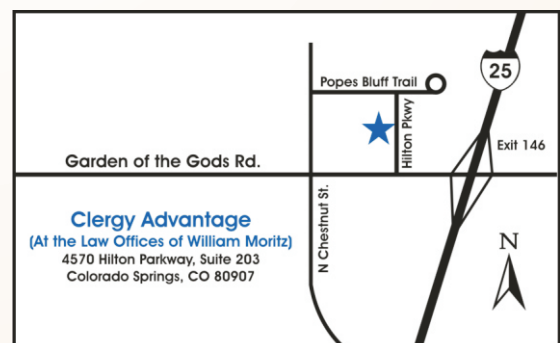 25
Popes Bluff Trail
Hilton Pkwy
Exit 146
Garden of the Gods Rd.
N Chestnut St.
Clergy Advantage
(At the Law Offices of William Moritz)
4570 Hilton Parkway, Suite 203
Colorado Springs, CO 80907
N